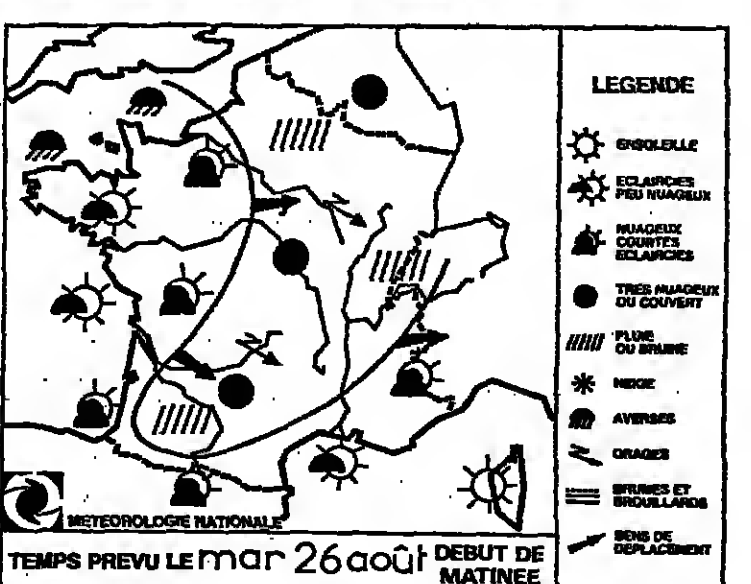 LEGENDE
ENSOLEILLE
ECLAIRCIES
PEU NUAGEUX
NUAGEUX
COURTES
ECLAIRCIES
TRES NUAGEUX
OU COUVERT
PLUIE
OU BRUINE
NEIGE
AVERSES
ORAGES
BRUMES ET
BROUILLARDS
SENS DE
DEPLACEMENT
METEOROLOGIE NATIONALE
TEMPS PREVU LE mar 26 août DEBUT DE
MATINEE